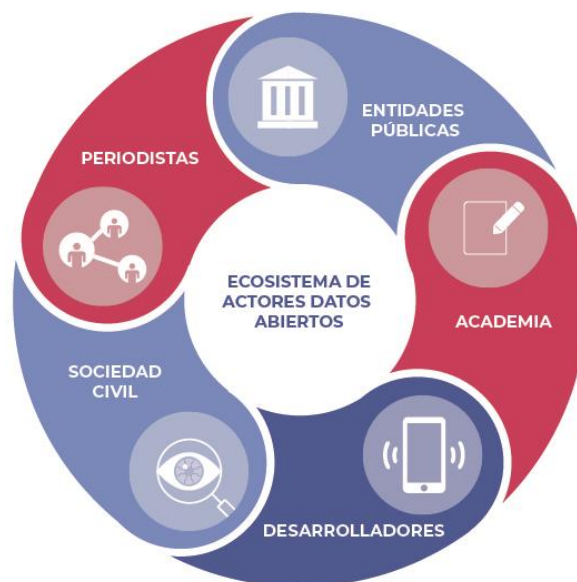 ENTIDADES
PÚBLICAS
PERIODISTAS
ECOSISTEMA DE
ACTORES DATOS
ABIERTOS
ACADEMIA
SOCIEDAD
CIVIL
DESARROLLADORES